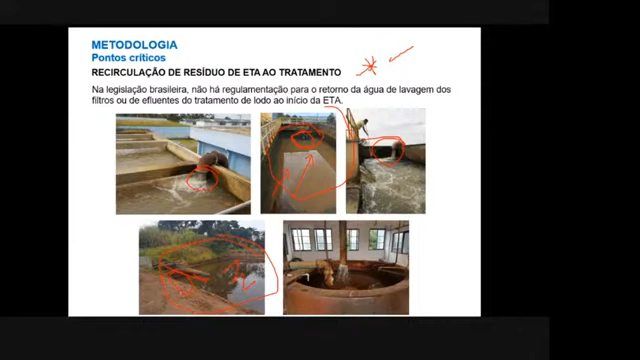 METODOLOGIA
Pontos críticos
RECIRCULAÇÃO DE RESÍDUO DE ETA AO TRATAMENTO
Na legislação brasileira, não há regulamentação para o retorno da água de lavagem dos
filtros ou de efluentes do tratamento de lodo ao início da ETA.